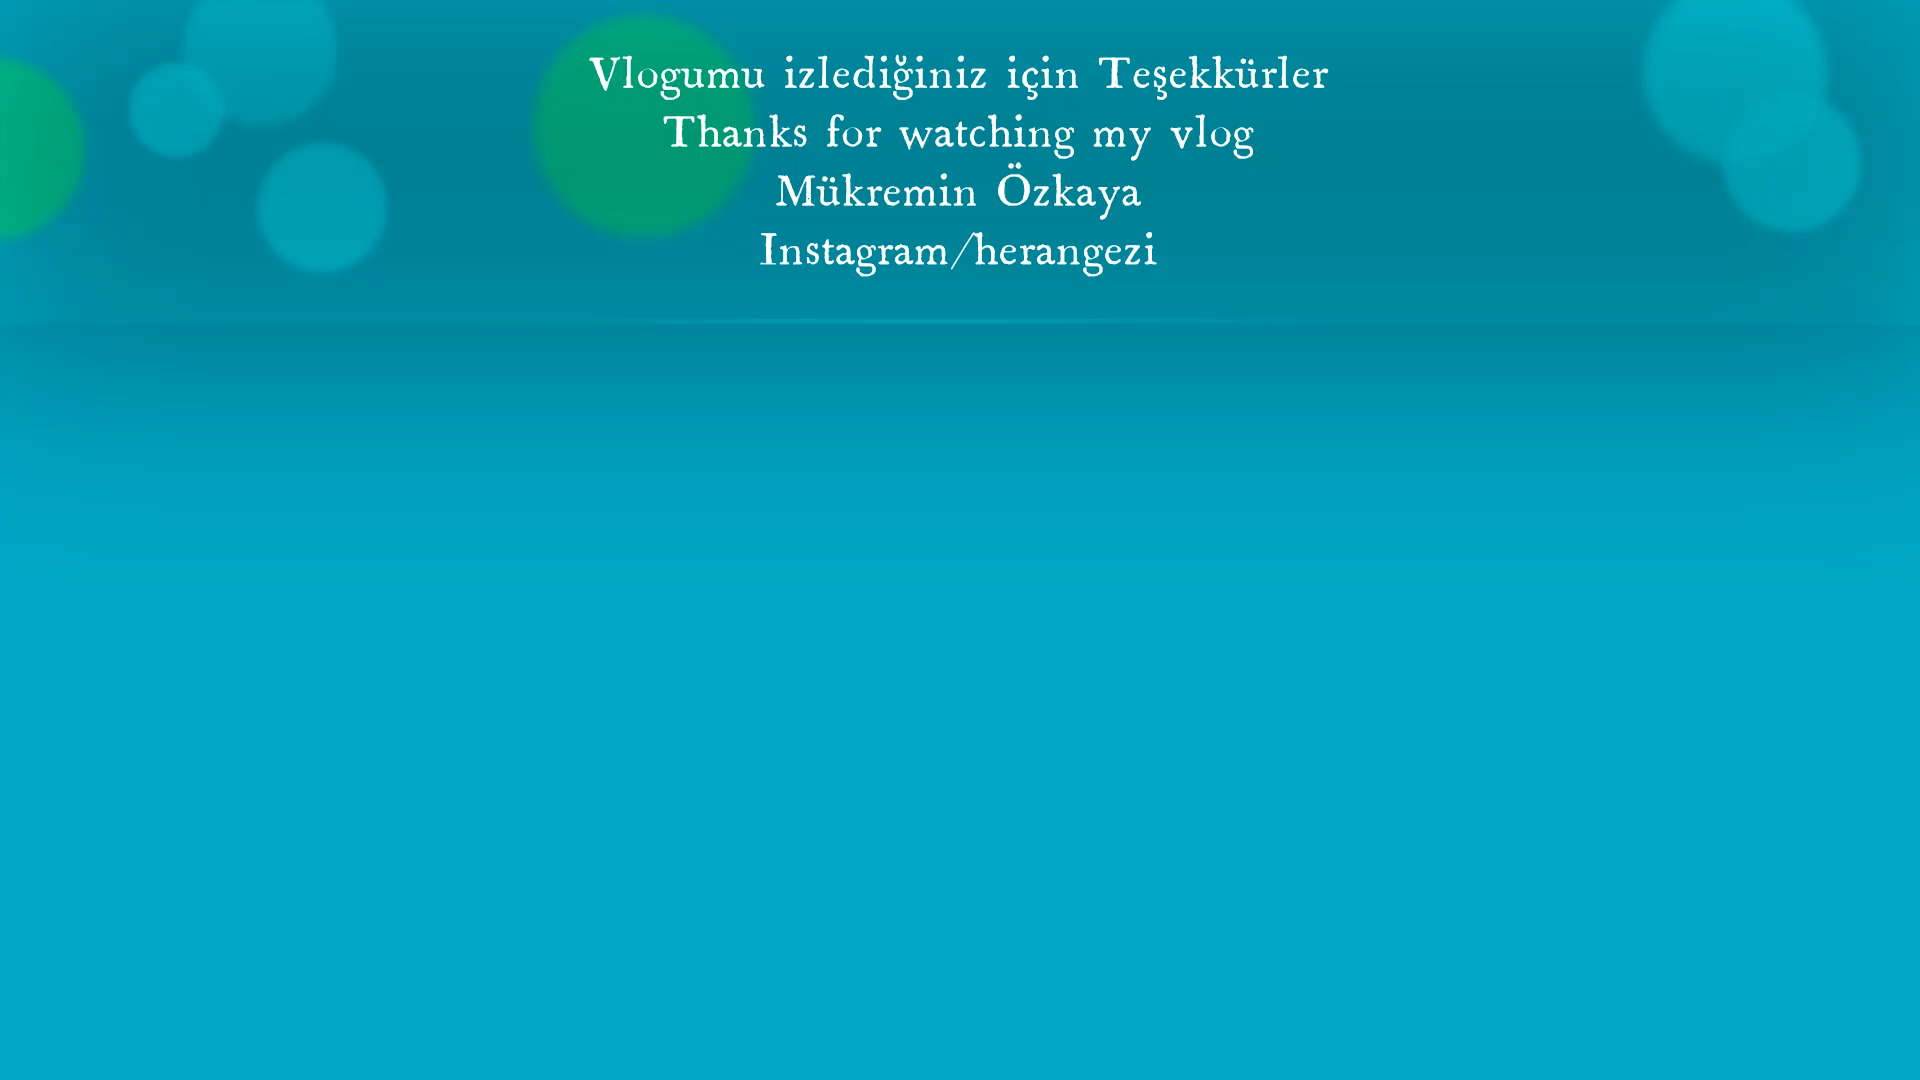 Vlogumu izlediğiniz için Teşekkürler
Thanks for watching my vlog
Mükremin Özkaya
Instagram/herangezi